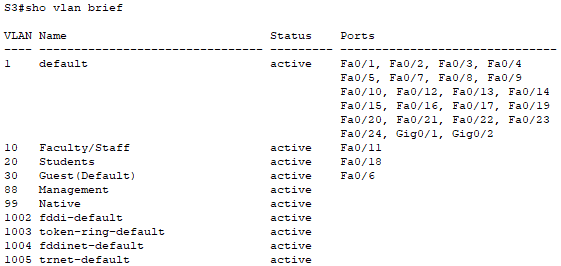 S3#sho vlan brief
VLAN Name                             Status    Ports
---- -------------------------------- --------- -------------------------------
1    default                          active    Fa0/1, Fa0/2, Fa0/3, Fa0/4
                                                Fa0/5, Fa0/7, Fa0/8, Fa0/9
                                                Fa0/10, Fa0/12, Fa0/13, Fa0/14
                                                Fa0/15, Fa0/16, Fa0/17, Fa0/19
                                                Fa0/20, Fa0/21, Fa0/22, Fa0/23
                                                Fa0/24, Gig0/1, Gig0/2
10   Faculty/Staff                    active    Fa0/11
20   Students                         active    Fa0/18
30   Guest(Default)                   active    Fa0/6
88   Management                       active
99   Native                           active
1002 fddi-default                     active
1003 token-ring-default               active
1004 fddinet-default                  active
1005 trnet-default                    active